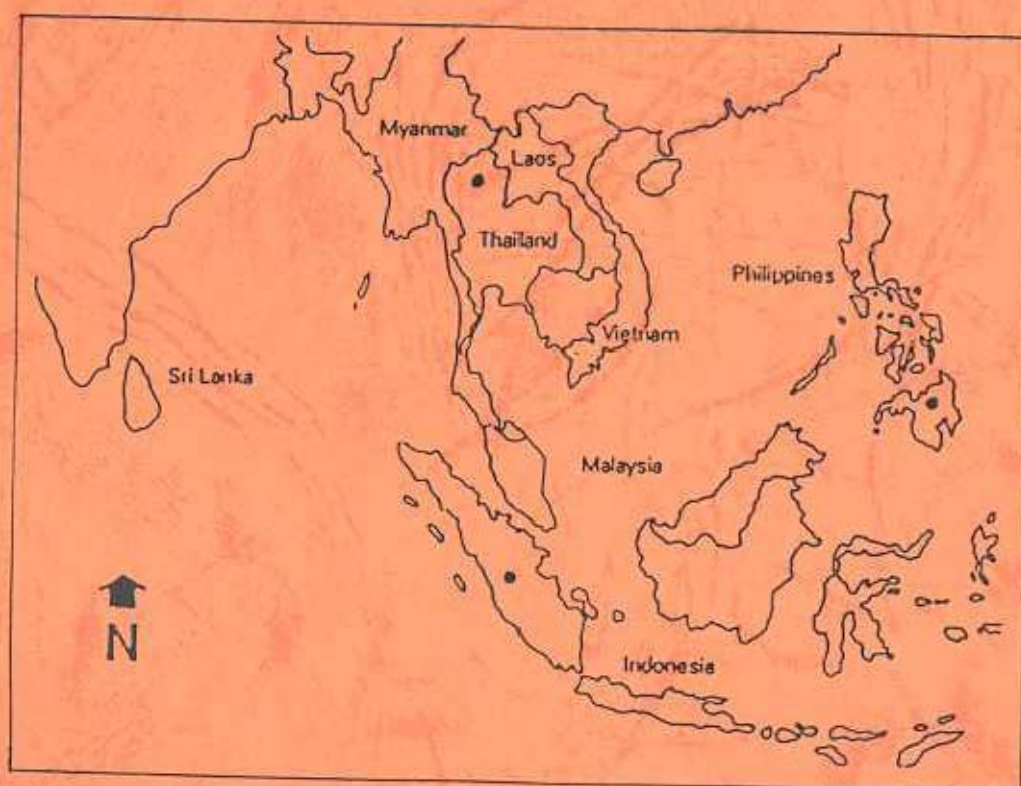 Myanmar
Laos
Thailand
Philippines
Vietnam
Sri Lanka
Malaysia
N
Indonesia